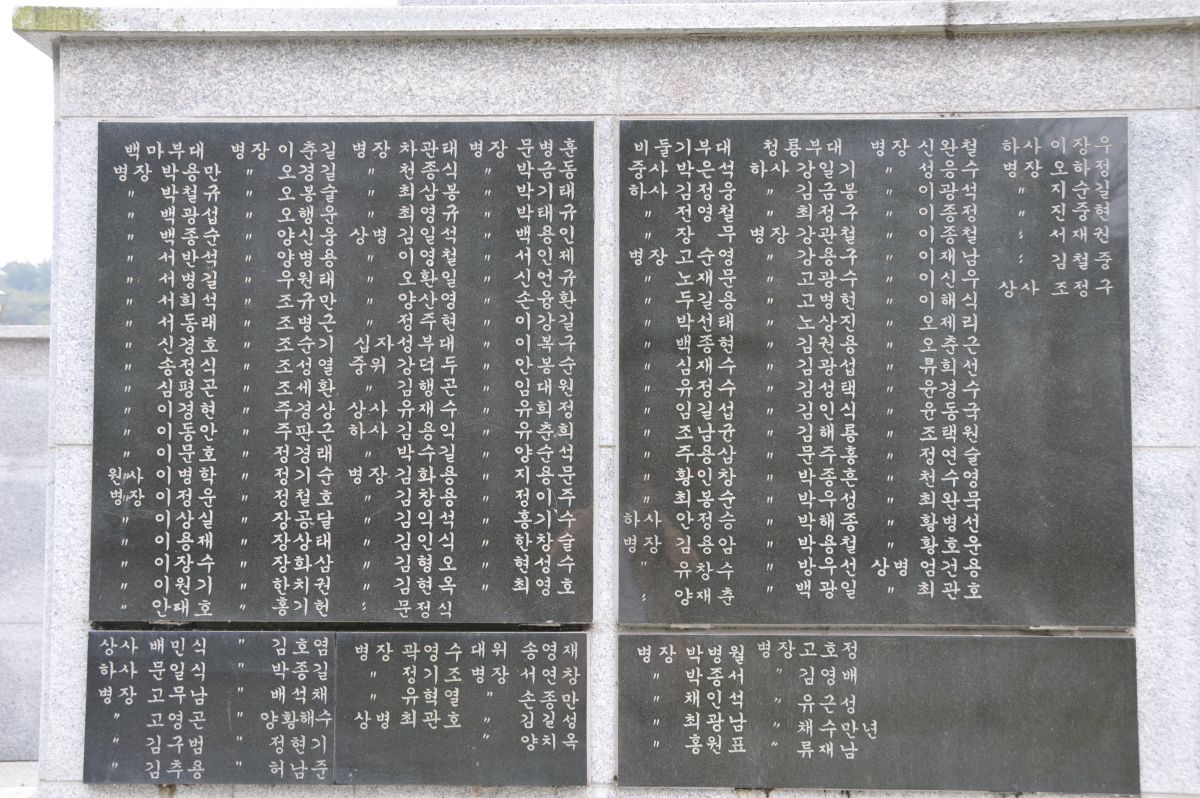 백마부대
병장 박용만
" 박철규
" 백광섭
" 백종순
" 서반석
" 서병길
" 서희석
" 서동래
" 신경호
" 송정식
" 심평곤
" 이경현
" 이동안
" 이문호
원사 이병학
병장 이정운
" 이상실
" 이용재
" 이장수
" 이원기
" 안태호
병장 이춘길
" 오경길
" 오봉술
" 오행운
" 양신웅
" 양병용
" 우원태
" 조규만
" 조병근
" 조순기
" 조성열
" 조세환
" 주경상
" 주판근
" 정경래
" 정기순
" 정철호
" 장공달
" 장상태
" 장화삼
" 한치권
" 홍기헌
병장 차관태
" 천종식
" 최삼봉
" 최영규
상병 김일석
" 이영철
" 오환일
" 양산영
" 정주현
십자성부대
중위 강덕두
" 김행곤
상사 유재수
하사 강용익
" 박수길
병장 김화용
" 김창용
" 김익석
" 김인식
" 김형오
" 김현옥
" 문정식
병장 문병훈
" 박금동
" 박기태
" 박태규
" 백용인
" 서인제
" 신언규
" 손융환
" 이강길
" 이복구
" 안봉순
" 임대원
" 유희정
" 유춘희
" 양순석
" 지용문
" 정이주
" 홍기수
" 한창술
" 현성현
" 최영호
상사 배민식
하사 문일식
병장 고무남
" 고영곤
" 김구범
" 김추용
" 김호염
" 박종길
" 배석채
" 양황해수
" 정현기
" 허남준
병장 곽영수
" 정기조
" 유혁열
상병 최관호
대위 송영재
병장 서연창
" 손종만
" 김길성
" 양치옥
비둘기부대
중사 박은석
하사 김정웅
" 전영철
" 장무
병장 고순영
" 노재문
" 두길용
" 박선태
" 백종현
" 심재수
" 유정수
" 임길섭
" 조남균
" 주용삼
" 황인창
" 최봉순
하사 안정승
병장 김용암
" 유창수
" 양재춘
청룡부대
하사 강일기
" 김금봉
" 최정구
병장 강관철
" 강용구
" 고광수
" 고병헌
" 노상진
" 김권용
" 김광섭
" 김성택
" 김인식
" 김해룡
" 문주홍
" 박종훈
" 박우성
" 박해종
" 박용철
" 방우선
" 백광일
병장 신완철
" 성응수
" 이광석
" 이종정
" 이종철
" 이재남
" 이신우
" 이해식
" 오제리
" 오춘근
" 류희선
" 윤경수
" 윤동국
" 조택원
" 정연술
" 천수영
" 최완묵
" 황병선
" 황호운
상병 엄건용
" 최관호
하사 이장우
병장 오하정
" 지순길
" 진중현
" 서재권
" 김철중
상사 조정구
병장 박병월
" 박종서
" 채인석
" 최광남
" 홍원표
병장 고호정
" 김영배
" 유근성
" 채수만년
" 류재남